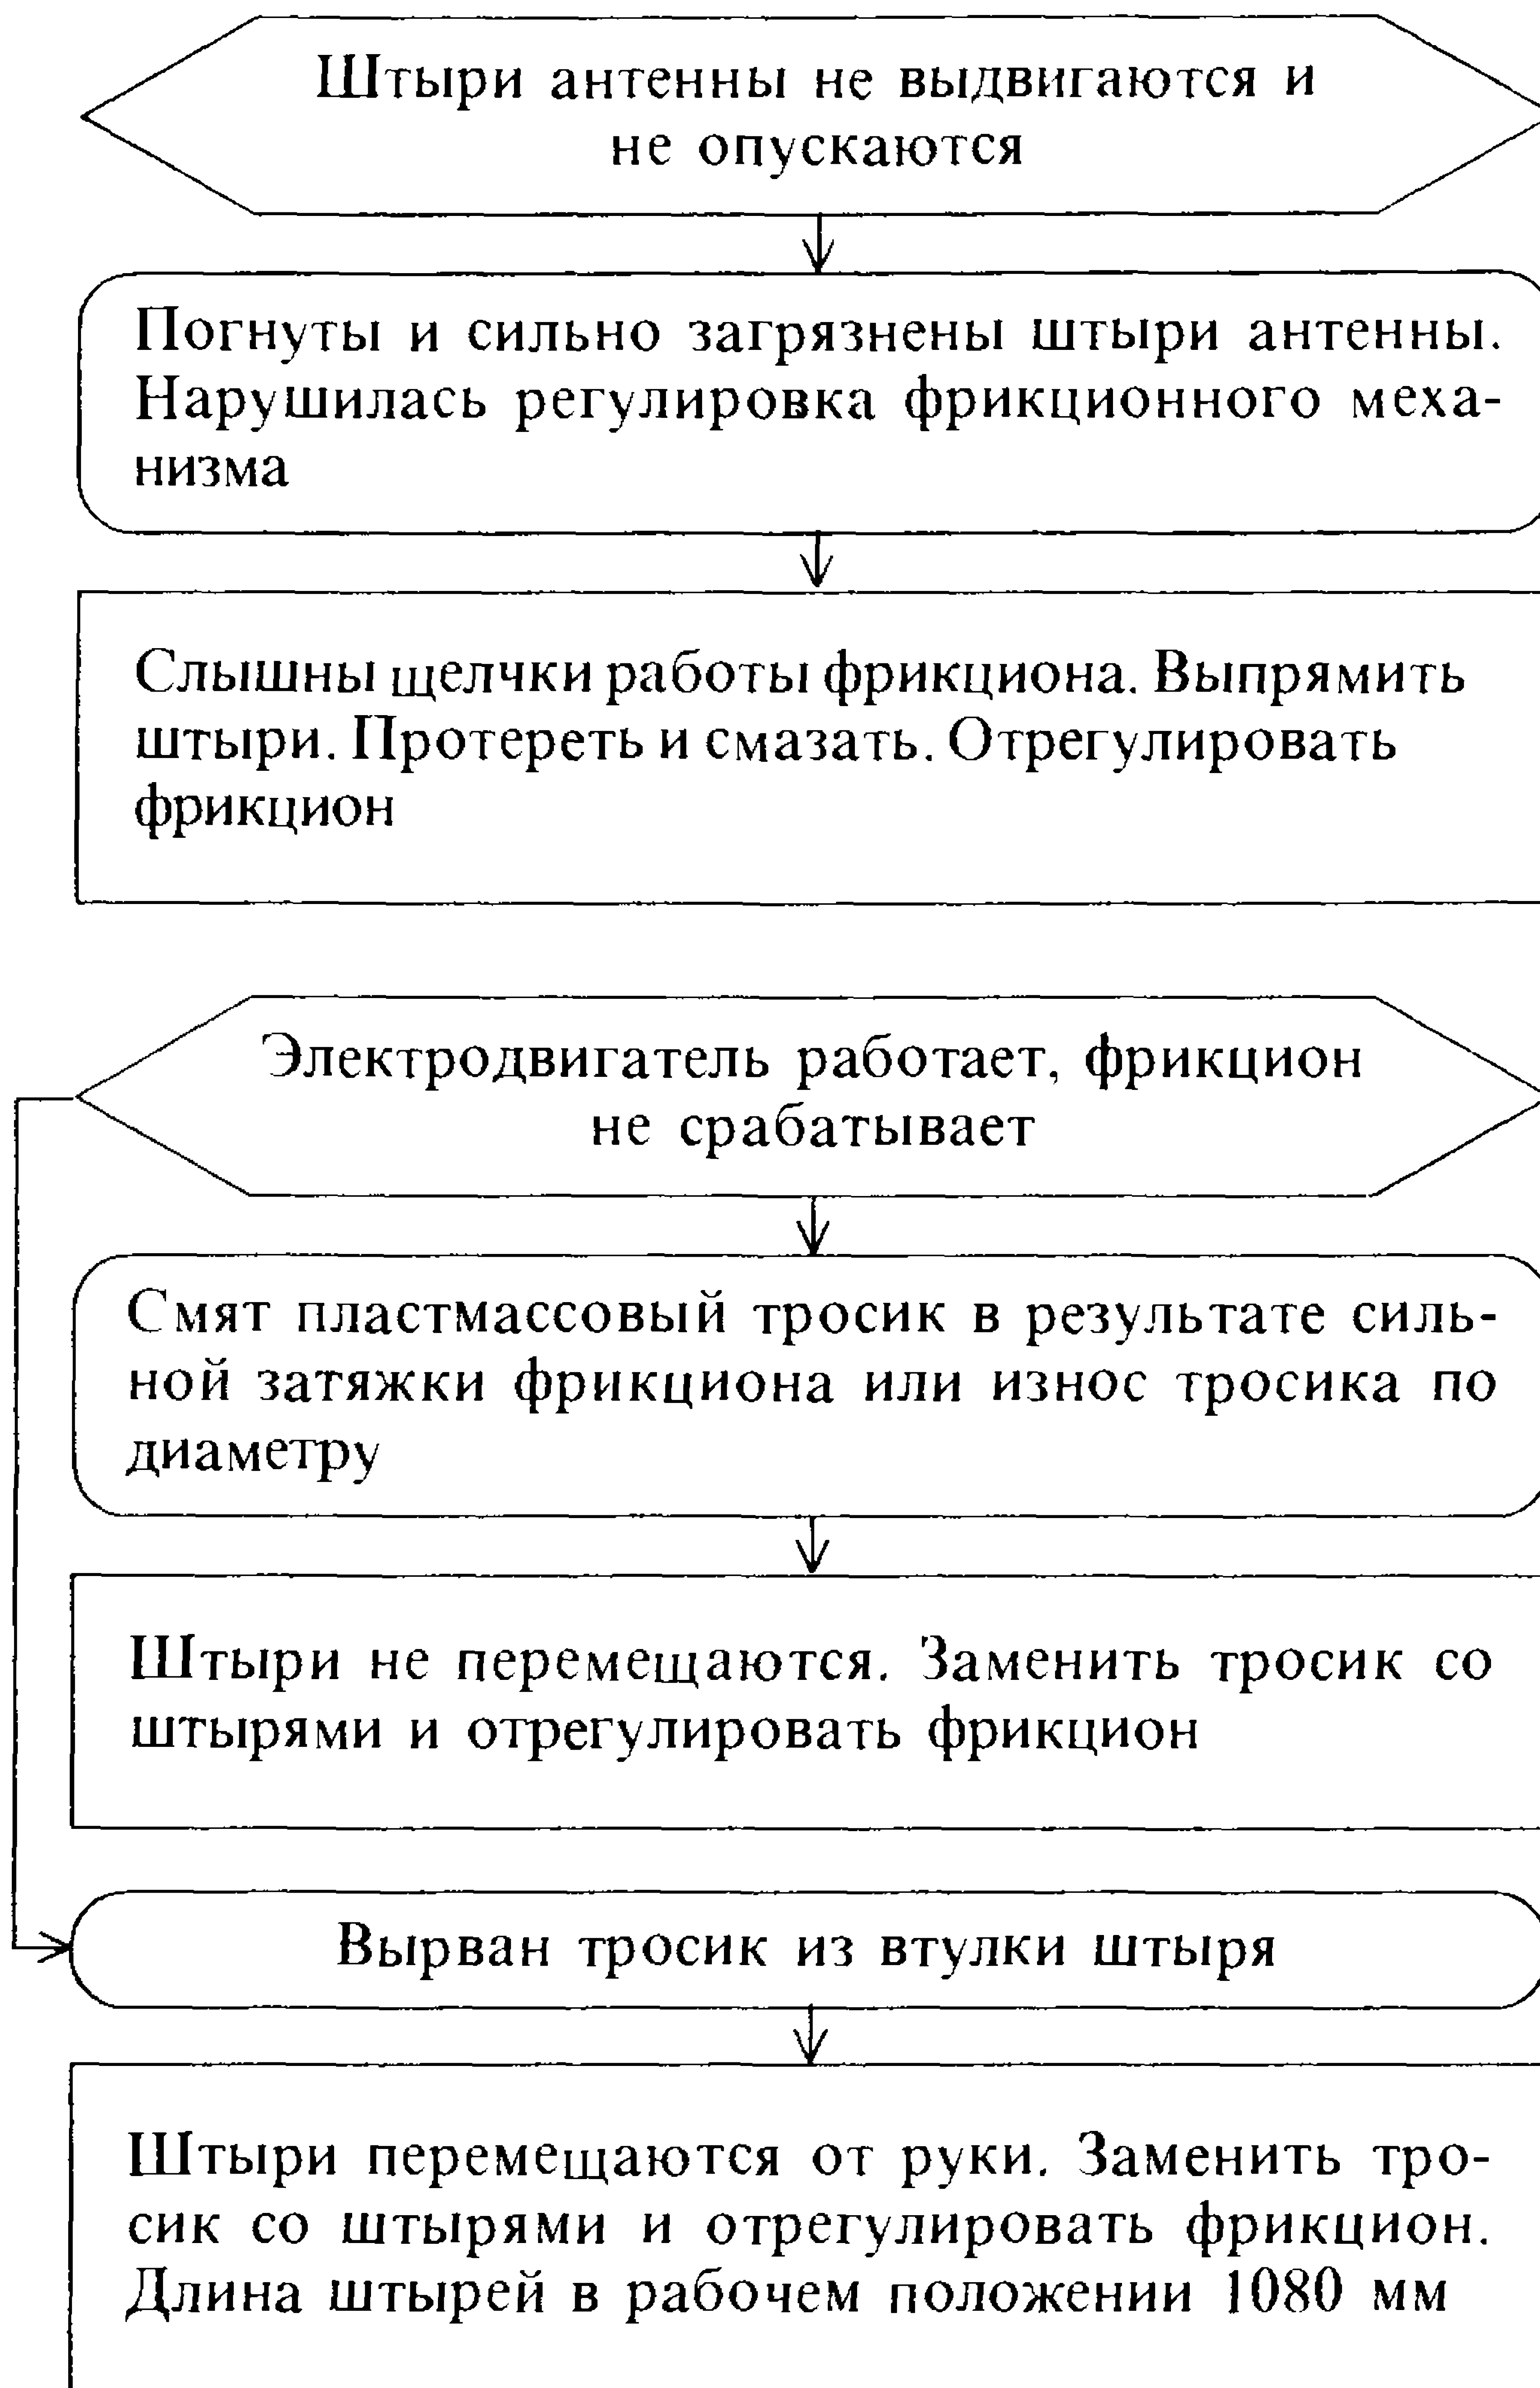 Штыри антенны не выдвигаются и
не опускаются
Погнуты и сильно загрязнены штыри антенны.
Нарушилась регулировка фрикционного меха-
низма
Слышны щелчки работы фрикциона. Выпрямить
штыри. Протереть и смазать. Отрегулировать
фрикцион
Электродвигатель работает, фрикцион
не срабатывает
Смят пластмассовый тросик в результате силь-
ной затяжки фрикциона или износ тросика по
диаметру
Штыри не перемещаются. Заменить тросик со
штырями и отрегулировать фрикцион
Вырван тросик из втулки штыря
Штыри перемещаются от руки. Заменить тро-
сик со штырями и отрегулировать фрикцион.
Длина штырей в рабочем положении 1080 мм